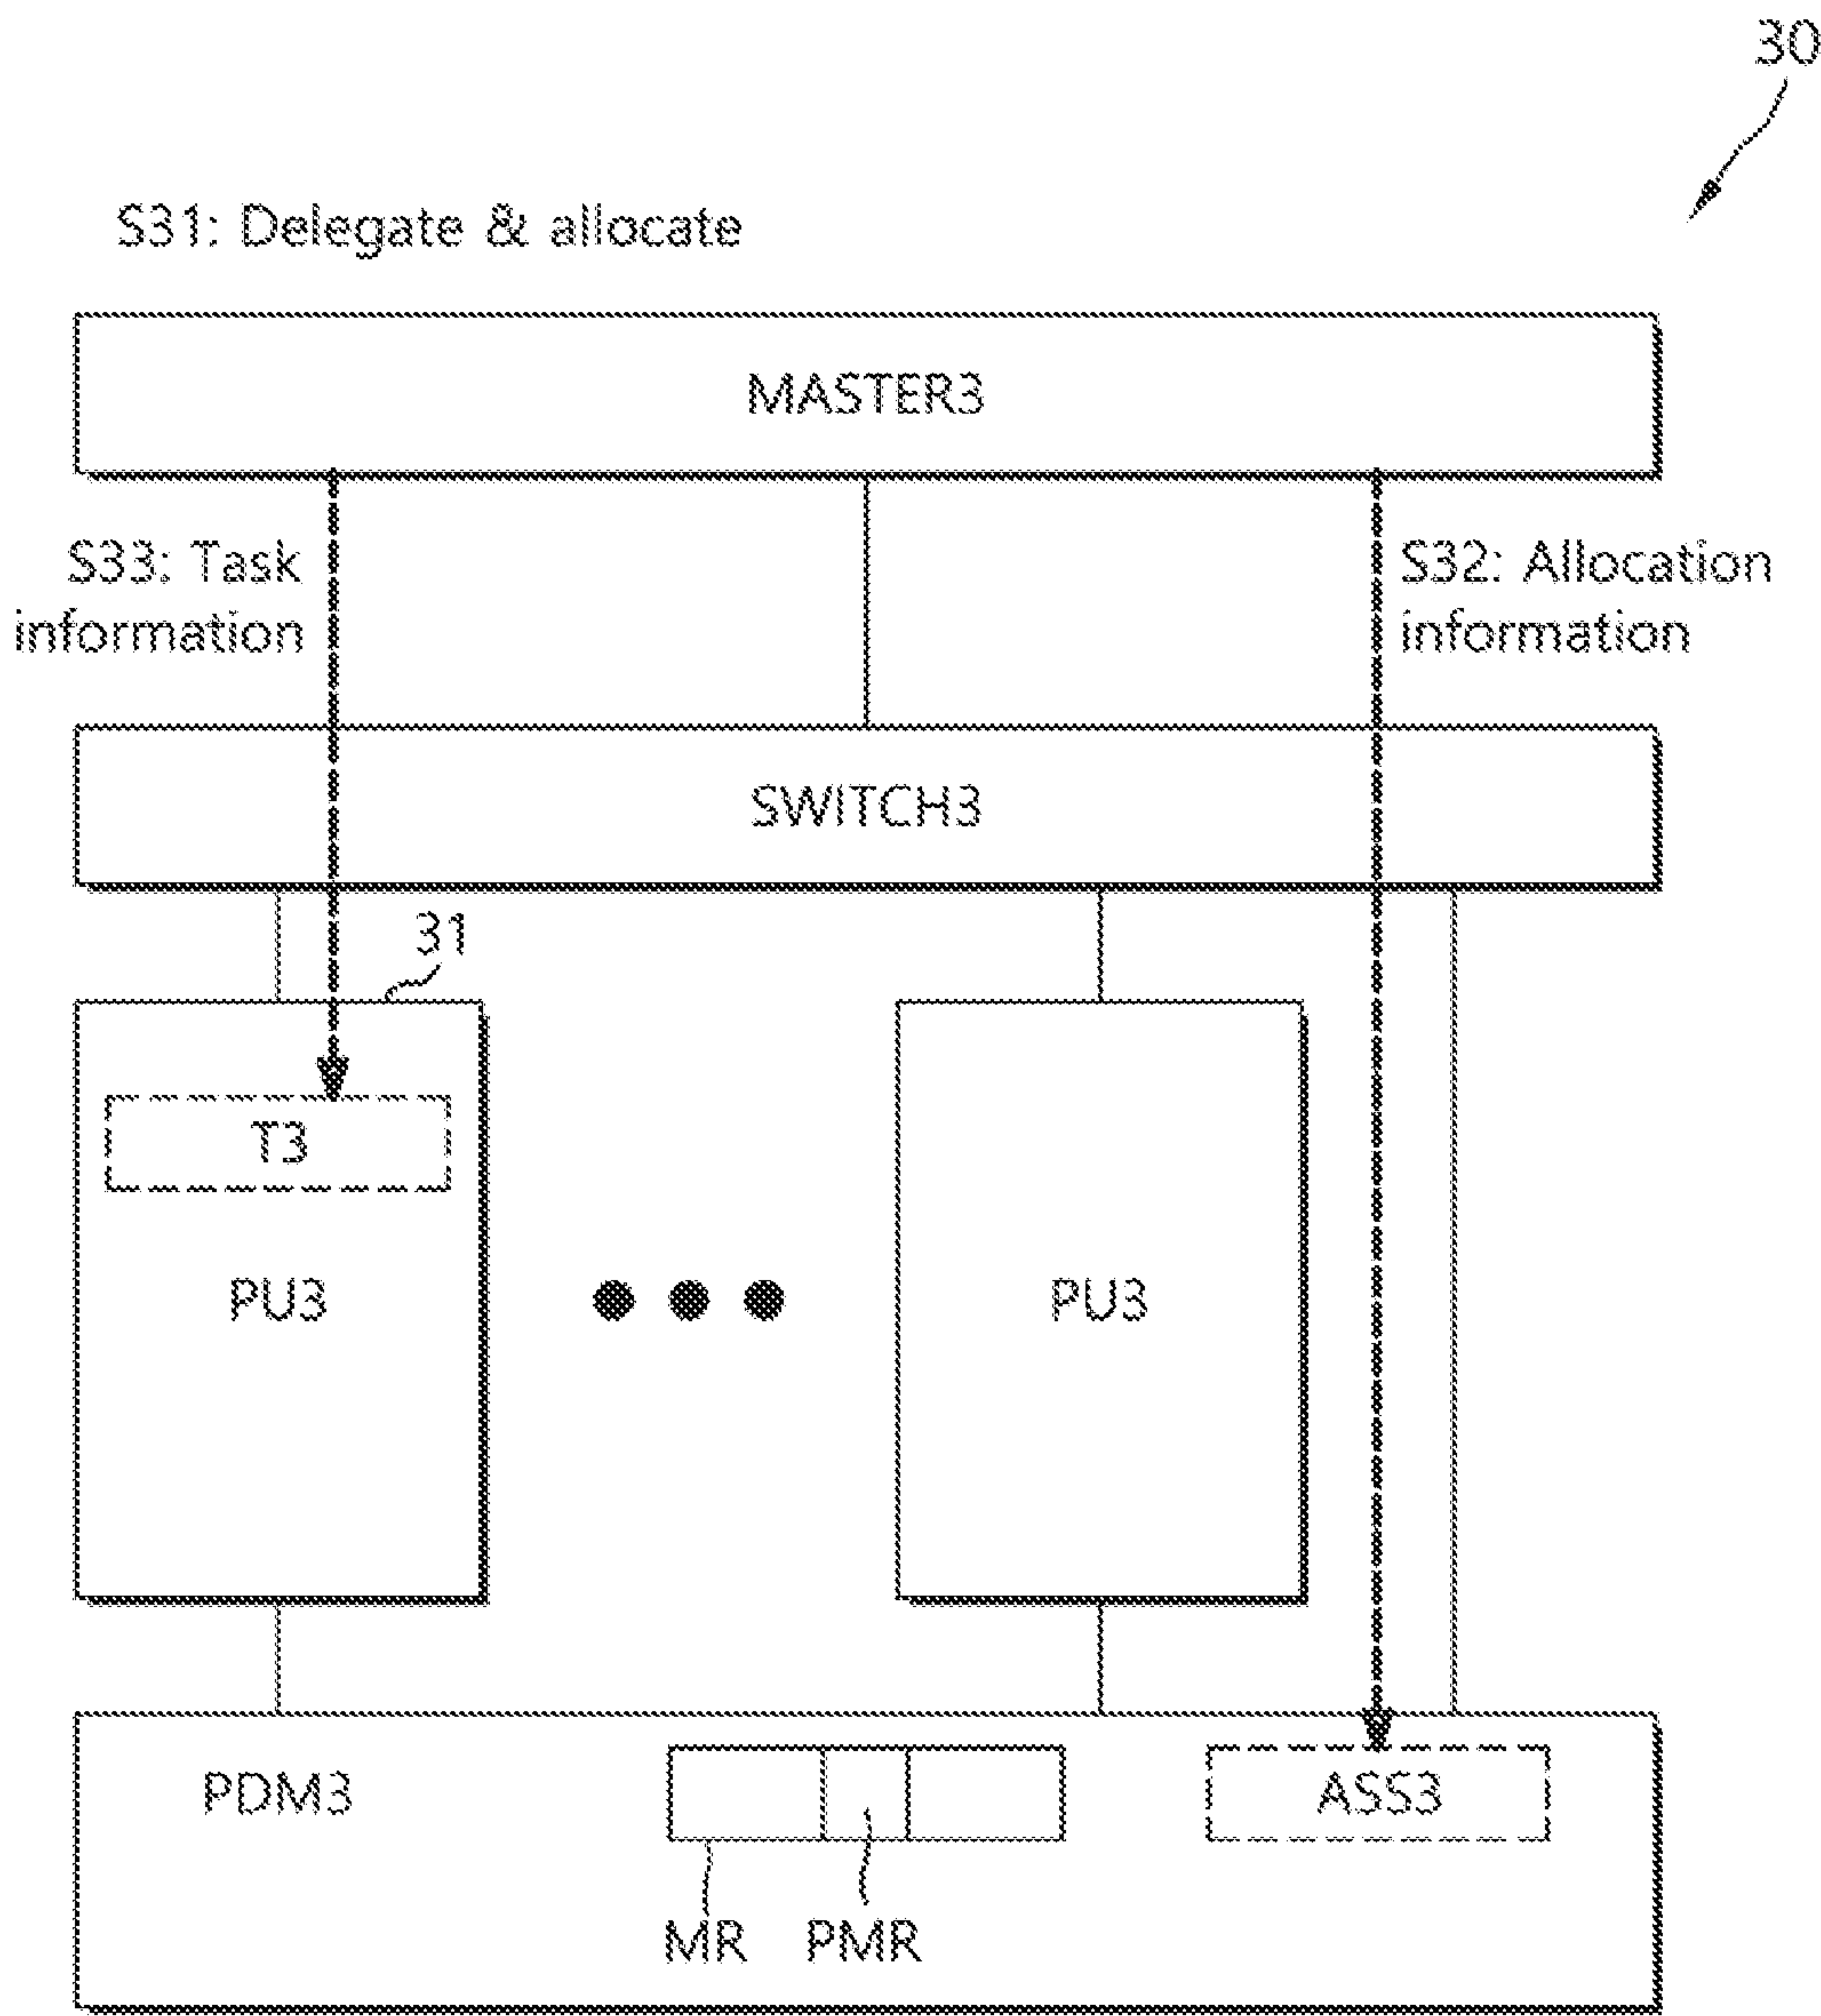 30
S31: Delegate & allocate
MASTER3
S33: Task
information
S32: Allocation
information
SWITCH3
31
T3
PU3
PU3
PDM3
ASS3
MR
PMR